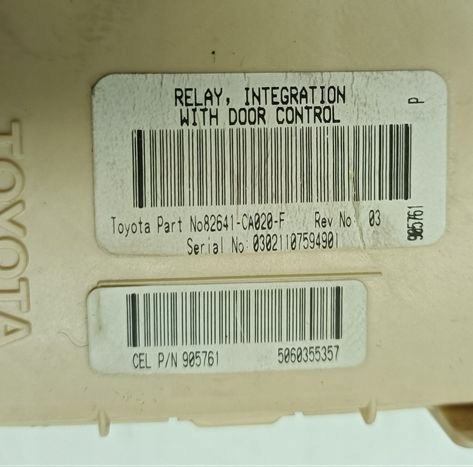 RELAY, INTEGRATION
WITH DOOR CONTROL
P
Toyota Part No82641-CA020-F Rev No 03
905761
Serial No 0302110759490 1
CEL P/N 905761 5060355357
TOYOTA